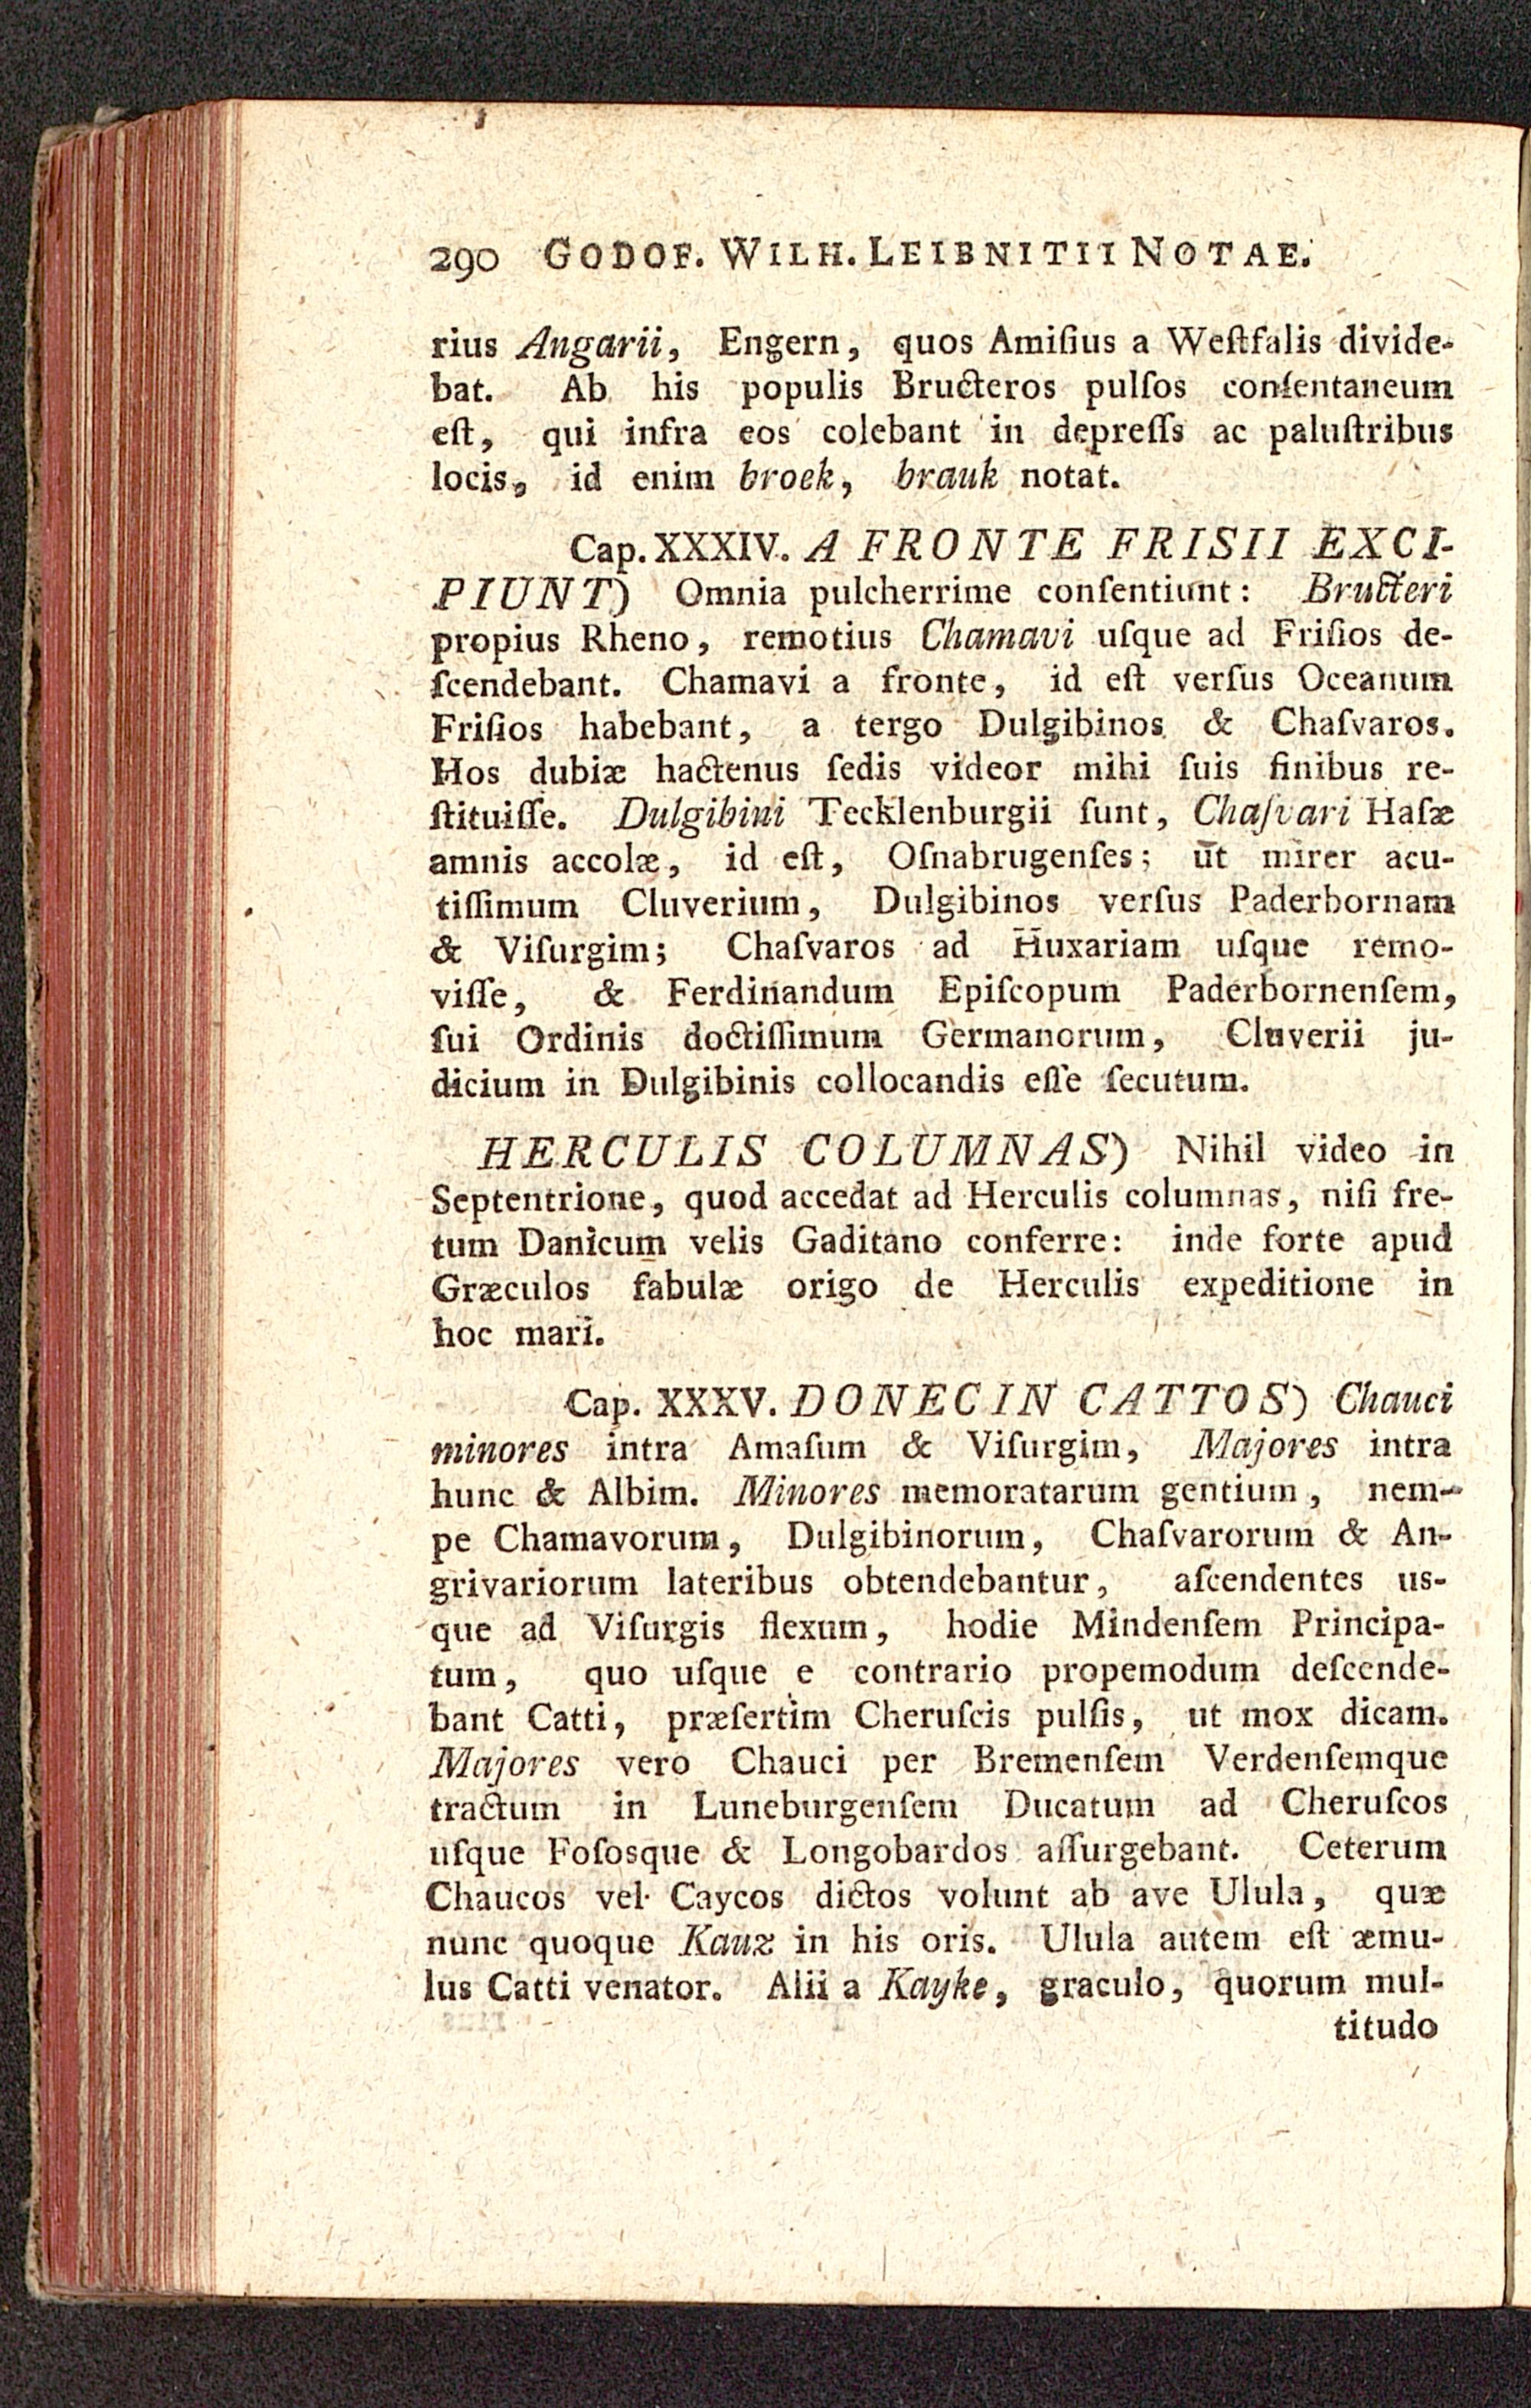 290 GODOF. WILH. LEIBNITII NOTAE.
rius Angarii, Engern, quos Amiſius a Weſtfalis divide-
bat. Ab his populis Bructeros pulſos conſentaneum
eſt, qui infra eos colebant in depreſſs ac paluſtribus
locis, id enim broek, brauk notat.
Cap. XXXIV. A FRONTE FRISII EXCI-
PIUNT) Omnia pulcherrime conſentiunt: Bructeri
propius Rheno, remotius Chamavi uſque ad Friſios de-
ſcendebant. Chamavi a fronte, id eſt verſus Oceanum
Friſios habebant, a tergo Dulgibinos & Chaſvaros.
Hos dubiæ hactenus ſedis videor mihi ſuis finibus re-
ſtituiſſe. Dulgibini Tecklenburgii ſunt, Chaſvari Haſæ
amnis accolæ, id eſt, Oſnabrugenſes; ut mirer acu-
tiſſimum Cluverium, Dulgibinos verſus Paderbornam
& Viſurgim; Chaſvaros ad Huxariam uſque remo-
viſſe, & Ferdinandum Epiſcopum Paderbornenſem,
ſui Ordinis doctiſſimum Germanorum, Cluverii ju-
dicium in Dulgibinis collocandis eſſe ſecutum.
HERCULIS COLUMNAS) Nihil video in
Septentrione, quod accedat ad Herculis columnas, niſi fre-
tum Danicum velis Gaditano conferre: inde forte apud
Græculos fabulæ origo de Herculis expeditione in
hoc mari.
Cap. XXXV. DONEC IN CATTOS) Chauci
minores intra Amaſum & Viſurgim, Majores intra
hunc & Albim. Minores memoratarum gentium, nem-
pe Chamavorum, Dulgibinorum, Chaſvarorum & An-
grivariorum lateribus obtendebantur, aſcendentes us-
que ad Viſurgis flexum, hodie Mindenſem Principa-
tum, quo uſque e contrario propemodum deſcende-
bant Catti, præſertim Cheruſcis pulſis, ut mox dicam.
Majores vero Chauci per Bremenſem Verdenſemque
tractum in Luneburgenſem Ducatum ad Cheruſcos
uſque Foſosque & Longobardos aſſurgebant. Ceterum
Chaucos vel Caycos dictos volunt ab ave Ulula, quæ
nunc quoque Kauz in his oris. Ulula autem eſt æmu-
lus Catti venator. Alii a Kayke, graculo, quorum mul-
titudo